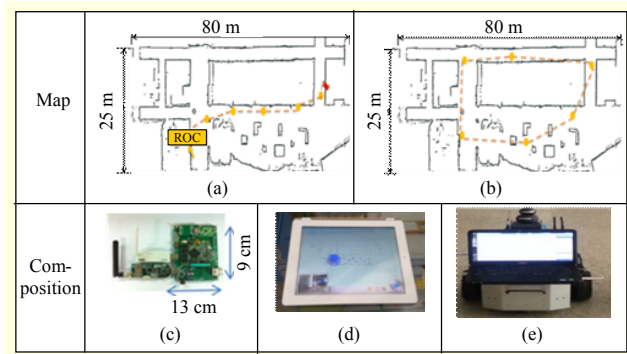 80 m
80 m
Map
25 m
25 m
ROC
(a)
(b)
Com-
position
9 cm
13 cm
(c)
(d)
(e)